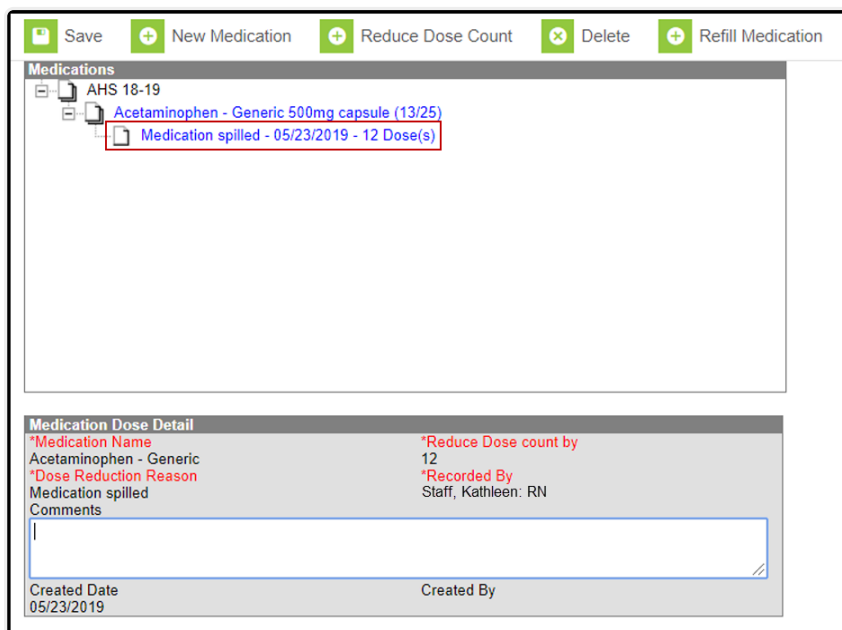 Save New Medication Reduce Dose Count Delete Refill Medication
Medications
AHS 18-19
Acetaminophen - Generic 500mg capsule (13/25)
Medication spilled - 05/23/2019 - 12 Dose(s)
Medication Dose Detail
*Medication Name *Reduce Dose count by
Acetaminophen - Generic 12
*Dose Reduction Reason *Recorded By
Medication spilled Staff, Kathleen: RN
Comments
Created Date Created By
05/23/2019